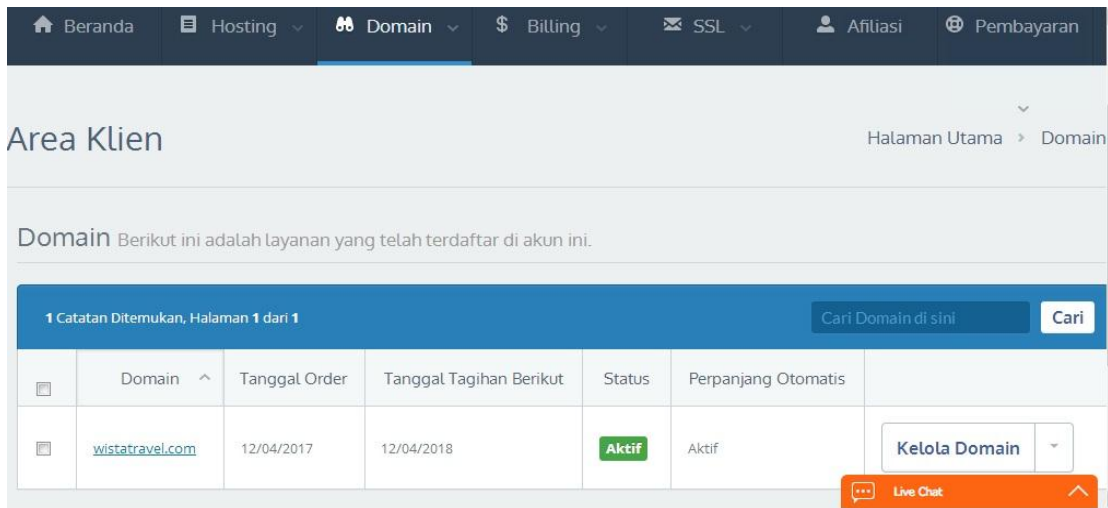 Beranda Hosting Domain $ Billing SSL Afiliasi Pembayaran
Area Klien
Halaman Utama > Domain
Domain Berikut ini adalah layanan yang telah terdaftar di akun ini.
1 Catatan Ditemukan, Halaman 1 dari 1 Cari Domain di sini Cari
Domain Tanggal Order Tanggal Tagihan Berikut Status Perpanjang Otomatis
wistatravel.com 12/04/2017 12/04/2018 Aktif Aktif Kelola Domain
Live Chat